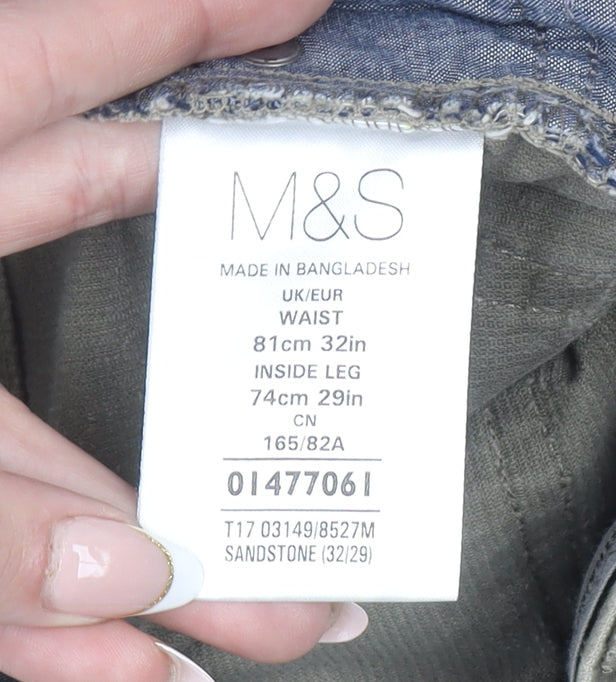 M&S
MADE IN BANGLADESH
UK/EUR
WAIST
81cm 32in
INSIDE LEG
74cm 29in
CN
165/82A
01477061
T17 03149/8527M
SANDSTONE (32/29)